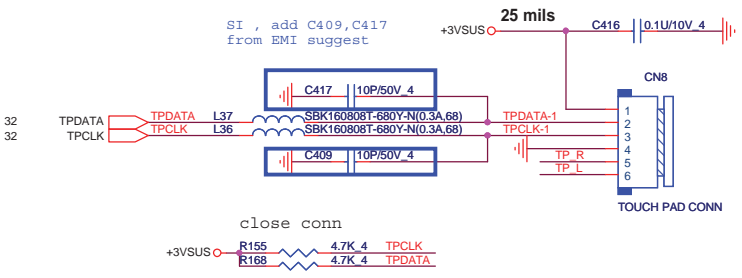 SI , add C409,C417
from EMI suggest
25 mils
+3VSUS
C416 0.1U/10V_4
CN8
C417 10P/50V_4
32 TPDATA TPDATA L37 SBK160808T-680Y-N(0.3A,68) TPDATA-1
32 TPCLK TPCLK L36 SBK160808T-680Y-N(0.3A,68) TPCLK-1
C409 10P/50V_4
TP_R
TP_L
1
2
3
4
5
6
TOUCH PAD CONN
close conn
+3VSUS
R155 4.7K_4 TPCLK
R168 4.7K_4 TPDATA